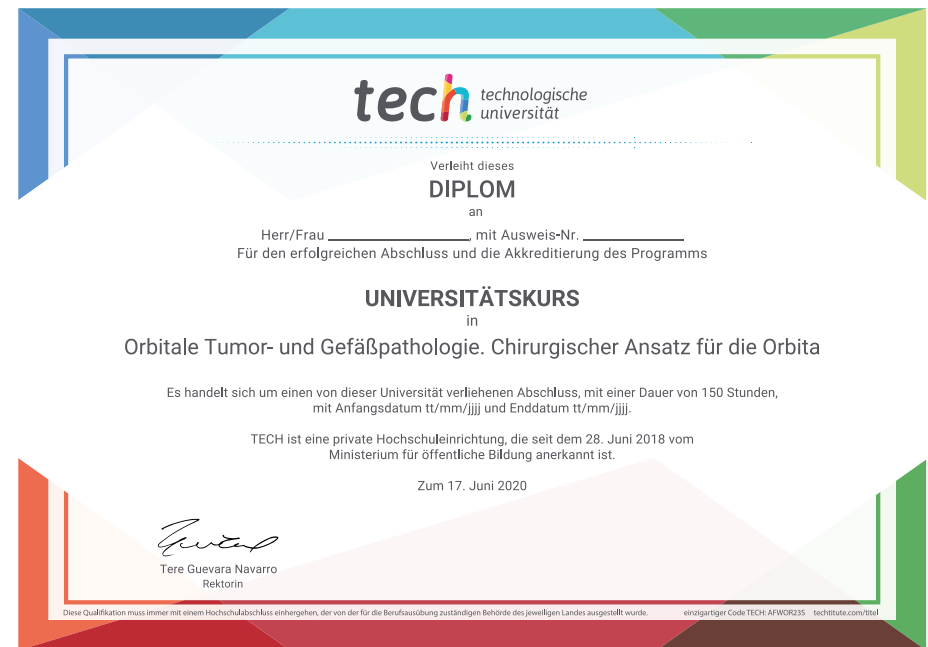 tech technologische
universität
Verleiht dieses
DIPLOM
an
Herr/Frau ____________________, mit Ausweis-Nr. ______________
Für den erfolgreichen Abschluss und die Akkreditierung des Programms
UNIVERSITÄTSKURS
in
Orbitale Tumor- und Gefäßpathologie. Chirurgischer Ansatz für die Orbita
Es handelt sich um einen von dieser Universität verliehenen Abschluss, mit einer Dauer von 150 Stunden,
mit Anfangsdatum tt/mm/jjjj und Enddatum tt/mm/jjjj.
TECH ist eine private Hochschuleinrichtung, die seit dem 28. Juni 2018 vom
Ministerium für öffentliche Bildung anerkannt ist.
Zum 17. Juni 2020
Tere Guevara Navarro
Rektorin
Diese Qualifikation muss immer mit einem Hochschulabschluss einhergehen, der von der für die Berufsausübung zuständigen Behörde des jeweiligen Landes ausgestellt wurde. einzigartiger Code TECH: AFWOR235 techtitute.com/titel